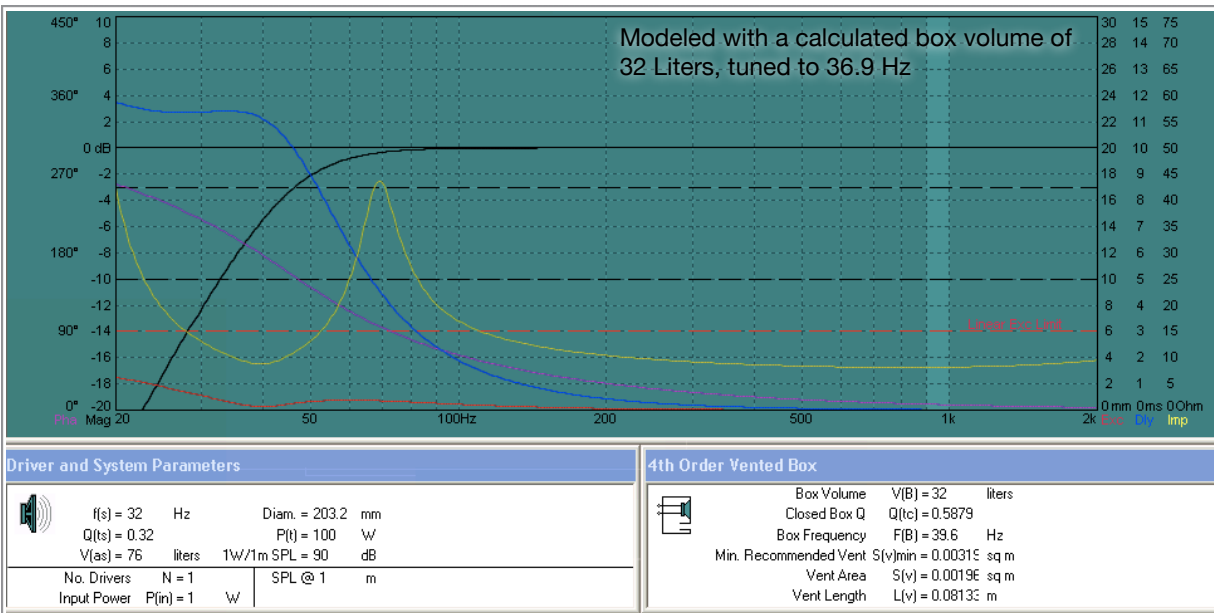 450° 10 30 15 75
Modeled with a calculated box volume of
8 28 14 70
32 Liters, tuned to 36.9 Hz
6 26 13 65
360° 4 24 12 60
2 22 11 55
0 dB 20 10 50
270° -2 18 9 45
-4 16 8 40
-6 14 7 35
180° -8 12 6 30
-10 10 5 25
-12 8 4 20
90° -14 6 3 15
-16 4 2 10
-18 2 1 5
0° -20 0 mm 0ms 0Ohm
Mag 20 50 100Hz 200 500 1k 2k Exc Dly Imp
Driver and System Parameters
f(s) = 32 Hz Diam. = 203.2 mm
Q(ts) = 0.32 P(t) = 100 W
V(as) = 76 liters 1W/1m SPL = 90 dB
No. Drivers N = 1 SPL @ 1 m
Input Power P(in) = 1 W
4th Order Vented Box
Box Volume V(B) = 32 liters
Closed Box Q Q(tc) = 0.5879
Box Frequency F(B) = 39.6 Hz
Min. Recommended Vent S(v)min = 0.00319 sq m
Vent Area S(v) = 0.00196 sq m
Vent Length L(v) = 0.08133 m